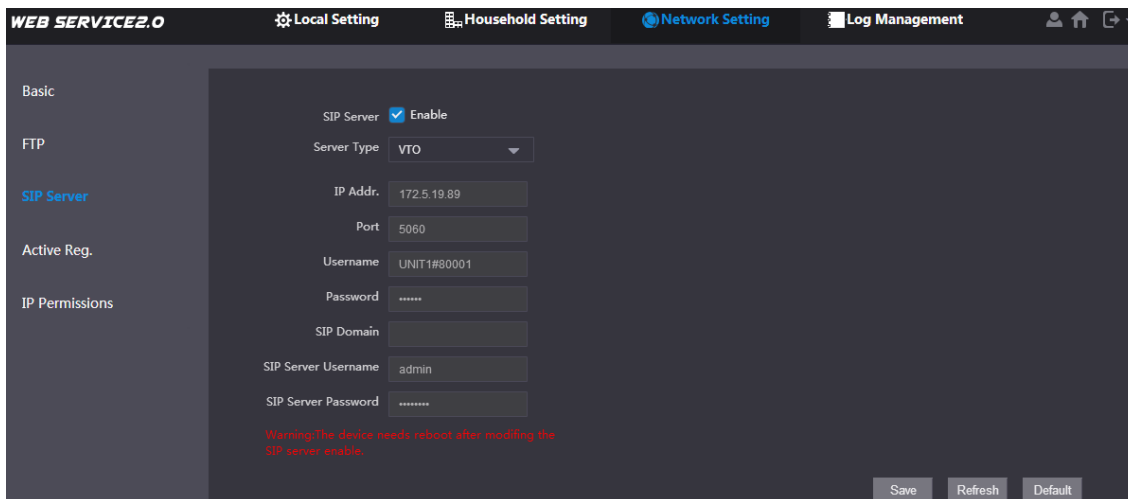 WEB SERVICE2.0
Local Setting
Household Setting
Network Setting
Log Management
Basic
FTP
SIP Server
Active Reg.
IP Permissions
SIP Server Enable
Server Type VTO
IP Addr. 172.5.19.89
Port 5060
Username UNIT1#80001
Password ••••••
SIP Domain
SIP Server Username admin
SIP Server Password ••••••••
Warning:The device needs reboot after modifing the
SIP server enable.
Save Refresh Default